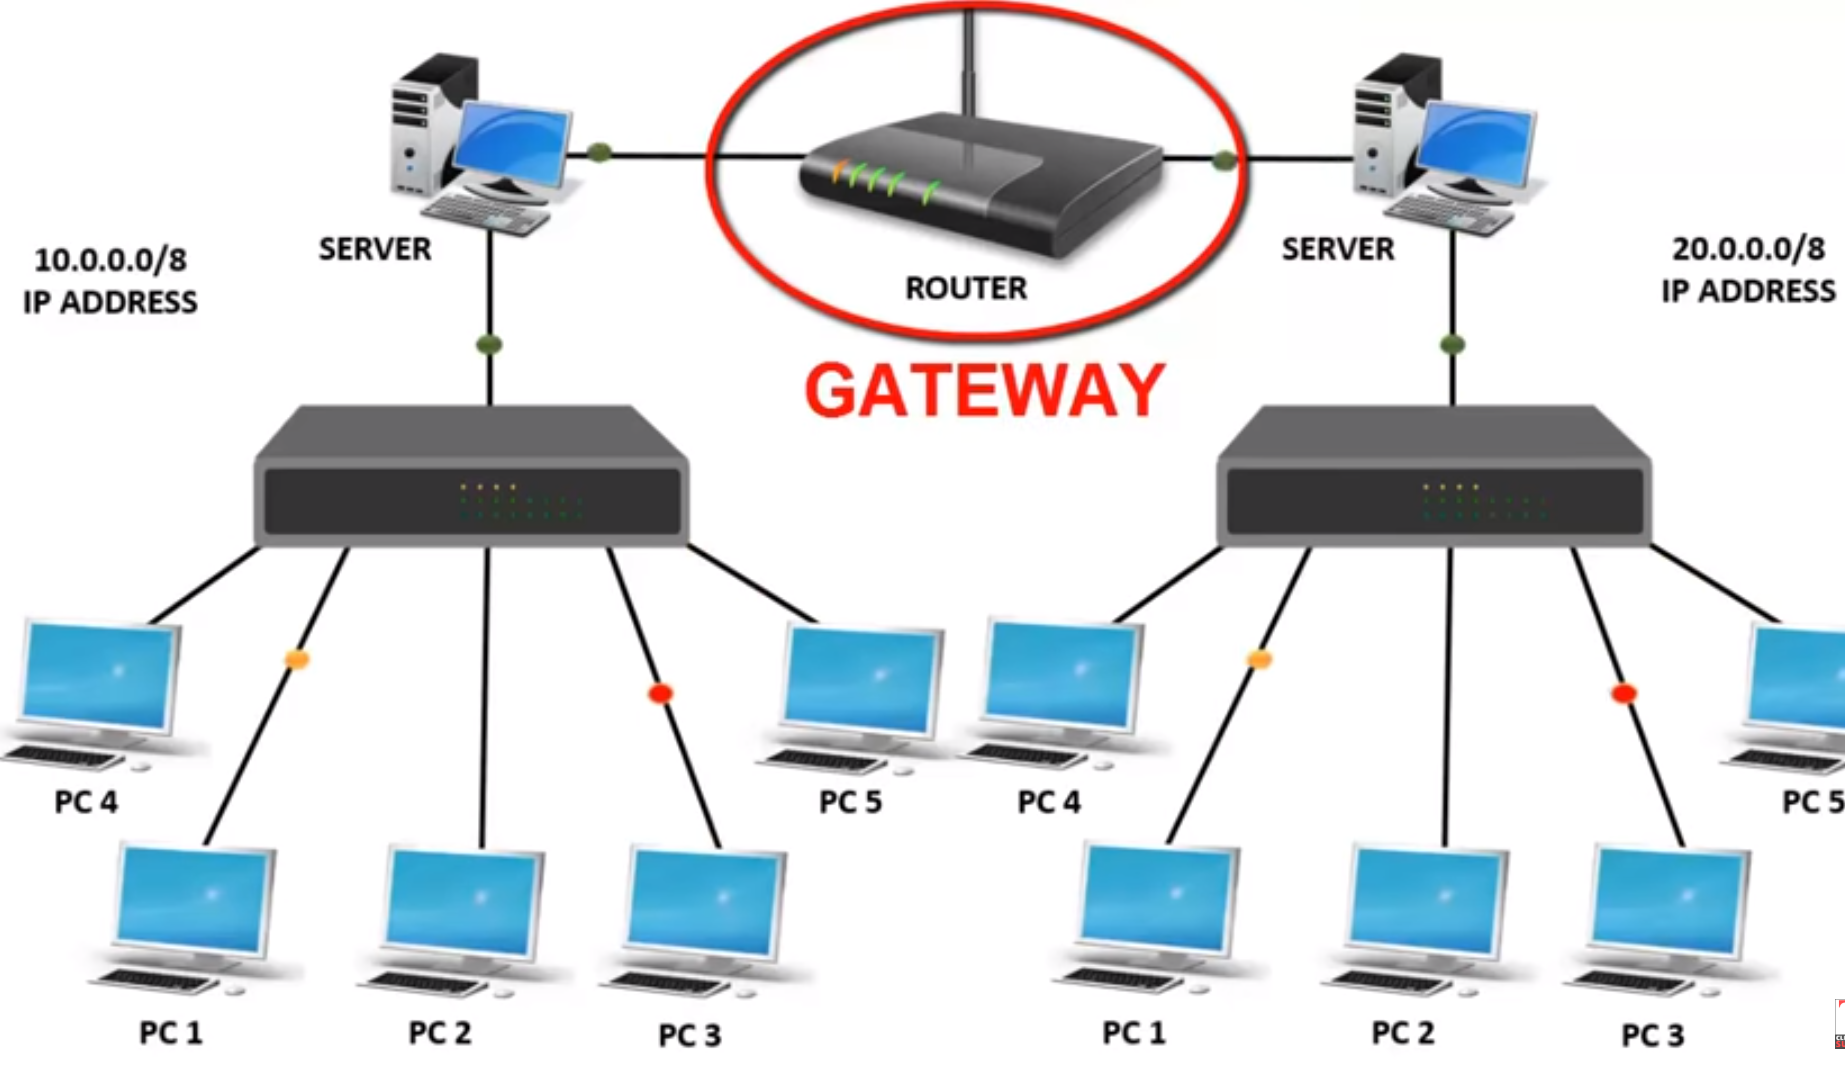 SERVER
ROUTER
SERVER
10.0.0.0/8
IP ADDRESS
20.0.0.0/8
IP ADDRESS
GATEWAY
PC 4
PC 5
PC 4
PC 5
PC 1
PC 2
PC 3
PC 1
PC 2
PC 3